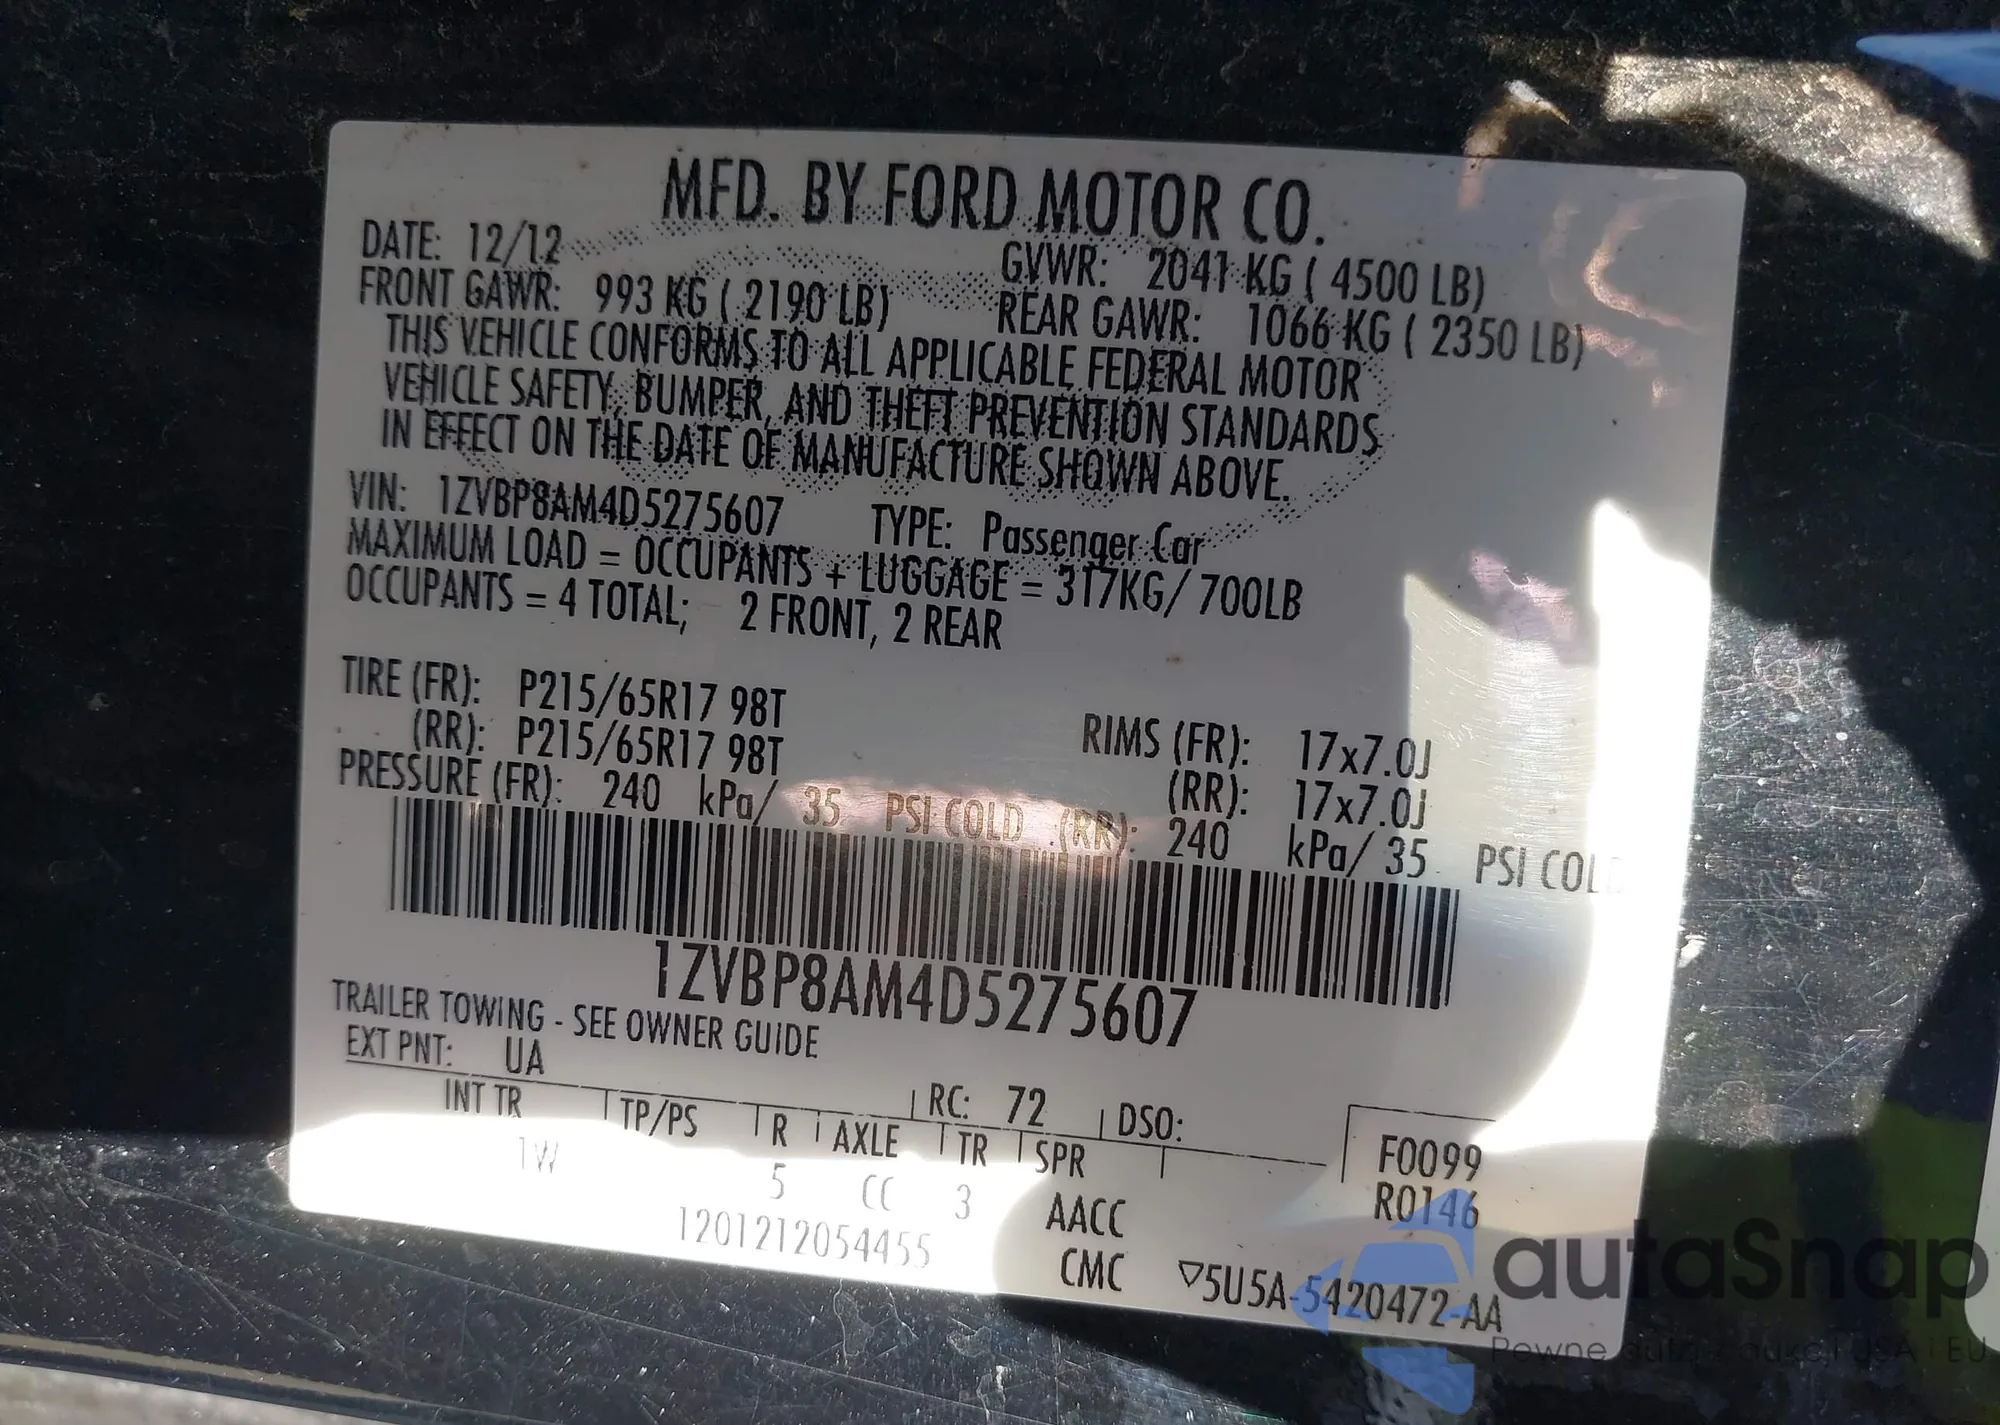 MFD. BY FORD MOTOR CO.
DATE: 12/12 GVWR: 2041 KG ( 4500 LB)
FRONT GAWR: 993 KG ( 2190 LB) REAR GAWR: 1066 KG ( 2350 LB)
THIS VEHICLE CONFORMS TO ALL APPLICABLE FEDERAL MOTOR
VEHICLE SAFETY, BUMPER, AND THEFT PREVENTION STANDARDS
IN EFFECT ON THE DATE OF MANUFACTURE SHOWN ABOVE.
VIN: 1ZVBP8AM4D5275607 TYPE: Passenger Car
MAXIMUM LOAD = OCCUPANTS + LUGGAGE = 317KG/ 700LB
OCCUPANTS = 4 TOTAL; 2 FRONT, 2 REAR
TIRE (FR): P215/65R17 98T RIMS (FR): 17x7.0J
(RR): P215/65R17 98T (RR): 17x7.0J
PRESSURE (FR): 240 kPa/ 35 PSI COLD (RR): 240 kPa/ 35 PSI COLD
1ZVBP8AM4D5275607
TRAILER TOWING - SEE OWNER GUIDE
EXT PNT: UA RC: 72 DSO:
INT TR TP/PS R AXLE TR SPR F0099
1W 5 CC 3 AACC R0146
1201212054455 CMC ▽5U5A-5420472-AA
autaSnap
Pewne auta z aukcji USA i EU